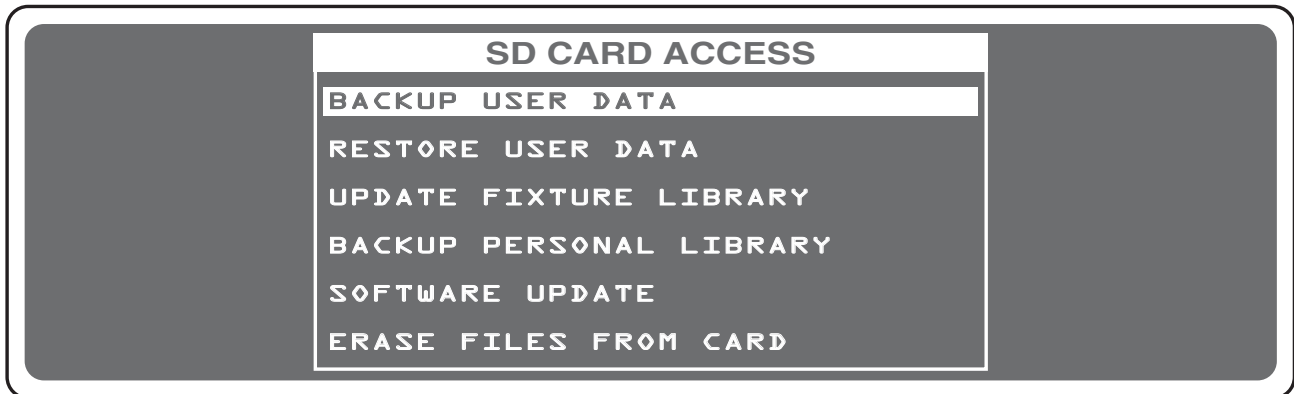 SD CARD ACCESS
BACKUP USER DATA
RESTORE USER DATA
UPDATE FIXTURE LIBRARY
BACKUP PERSONAL LIBRARY
SOFTWARE UPDATE
ERASE FILES FROM CARD